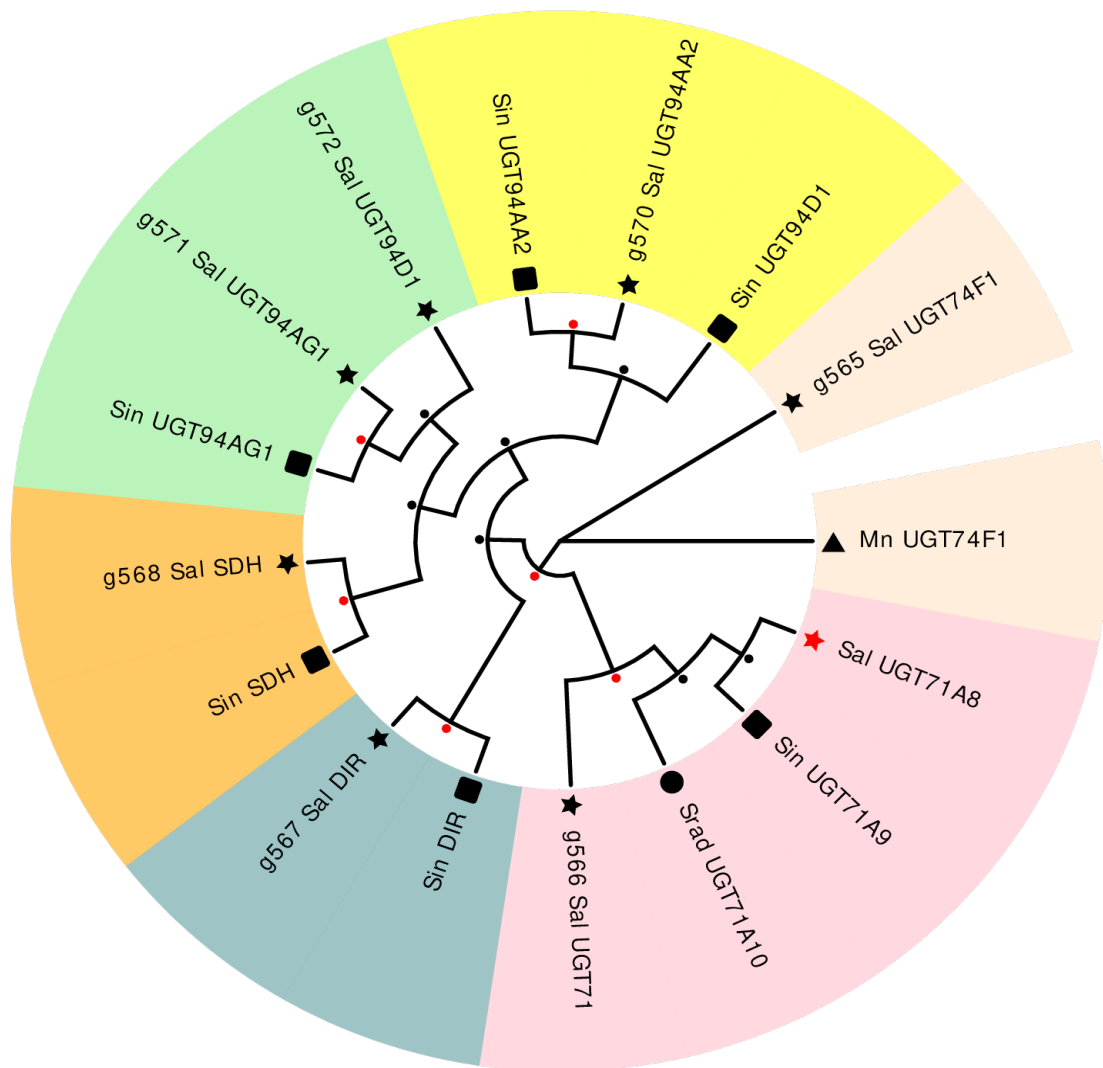 Sin UGT94AA2
g570 Sal UGT94AA2
Sin UGT94D1
g565 Sal UGT74F1
Mn UGT74F1
Sal UGT71A8
Sin UGT71A9
Srad UGT71A10
g566 Sal UGT71
Sin DIR
g567 Sal DIR
Sin SDH
g568 Sal SDH
Sin UGT94AG1
g571 Sal UGT94AG1
g572 Sal UGT94D1